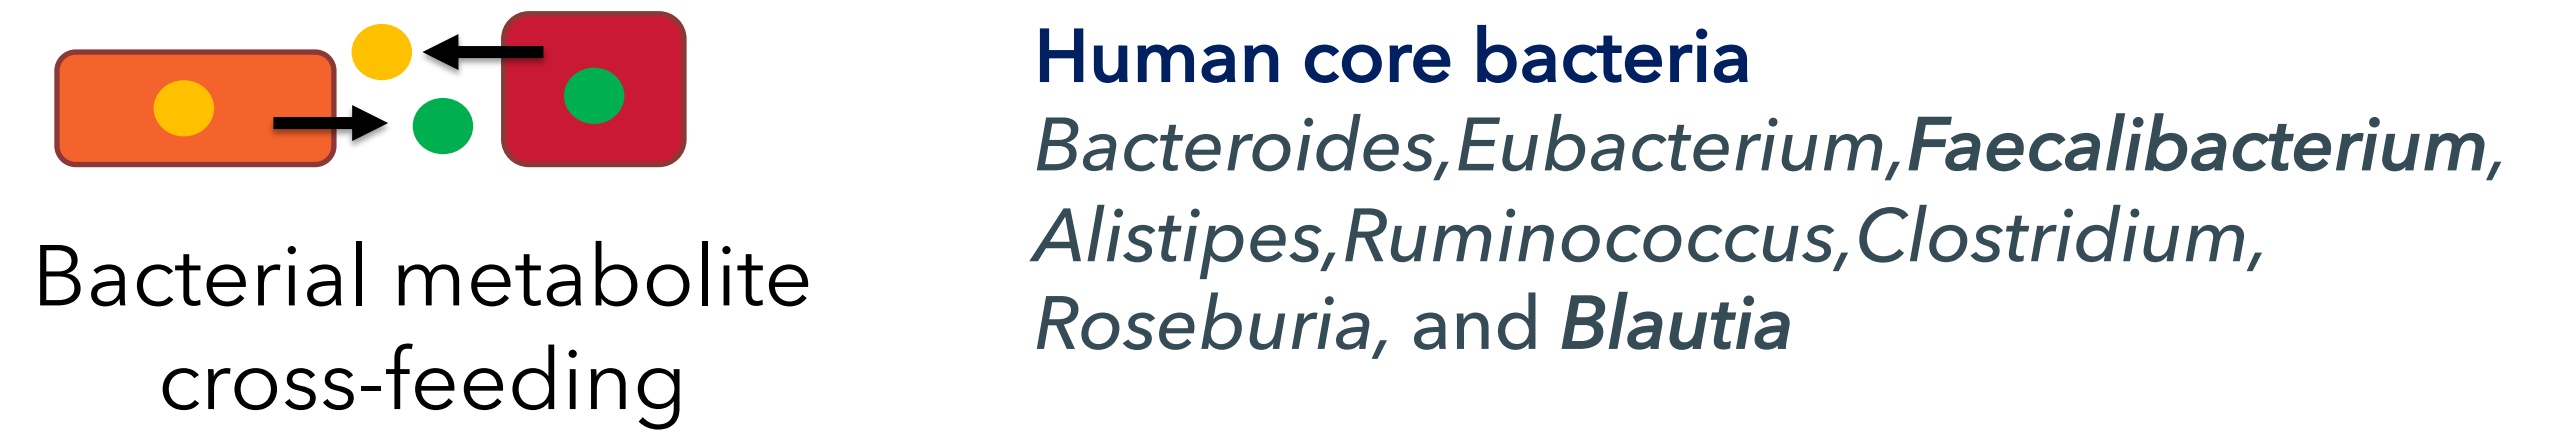 Bacterial metabolite
cross-feeding
Human core bacteria
Bacteroides,Eubacterium,Faecalibacterium,
Alistipes,Ruminococcus,Clostridium,
Roseburia, and Blautia